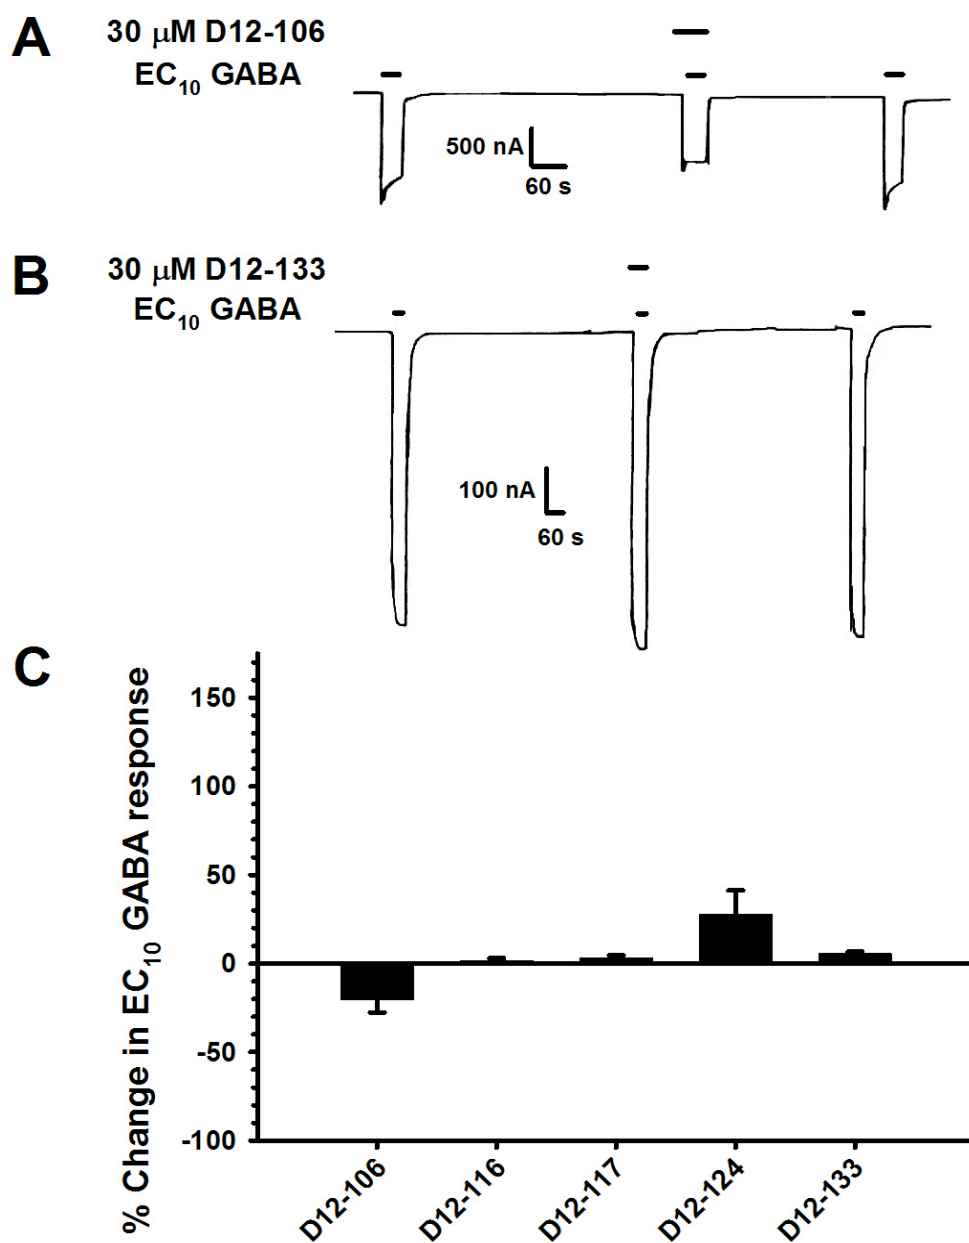 A
30 μM D12-106
EC10 GABA
500 nA
60 s
B
30 μM D12-133
EC10 GABA
100 nA
60 s
C
% Change in EC10 GABA response
150
100
50
0
-50
-100
D12-106
D12-116
D12-117
D12-124
D12-133